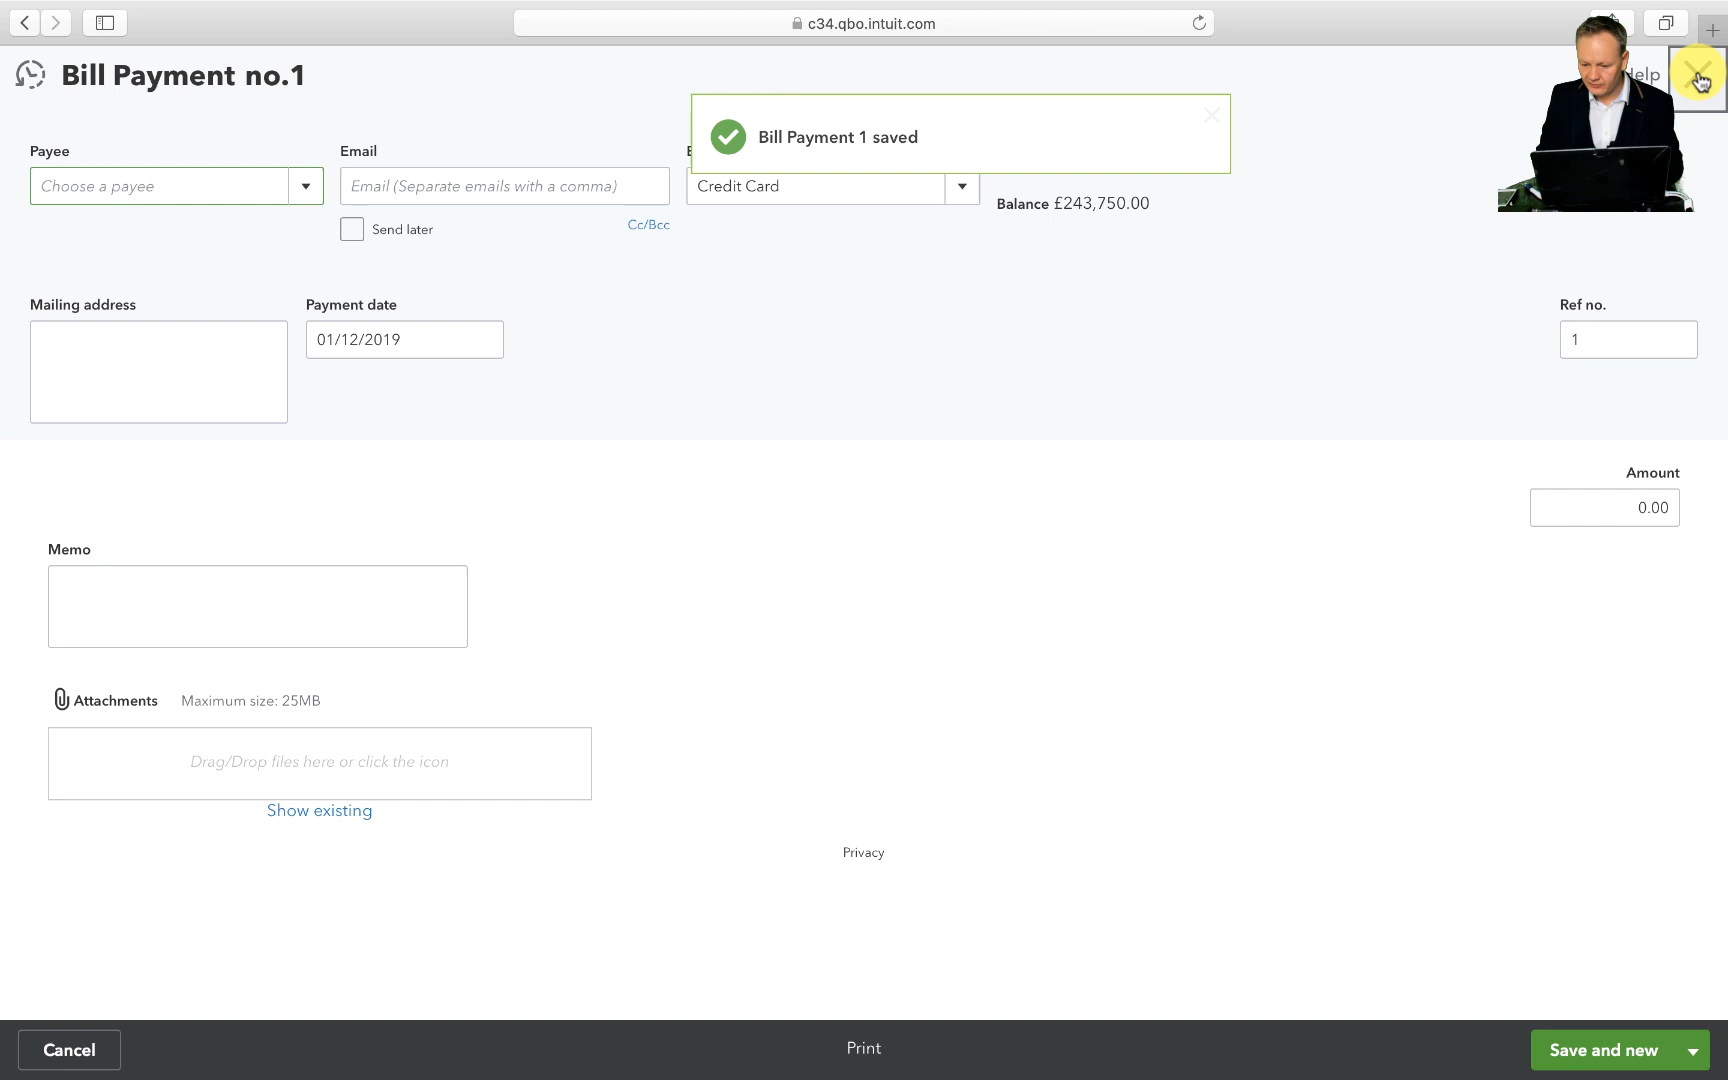 c34.qbo.intuit.com
Bill Payment no.1
Help
Bill Payment 1 saved
Payee
Email
Choose a payee
Email (Separate emails with a comma)
Credit Card
Balance £243,750.00
Send later
Cc/Bcc
Mailing address
Payment date
Ref no.
01/12/2019
1
Amount
0.00
Memo
Attachments
Maximum size: 25MB
Drag/Drop files here or click the icon
Show existing
Privacy
Cancel
Print
Save and new